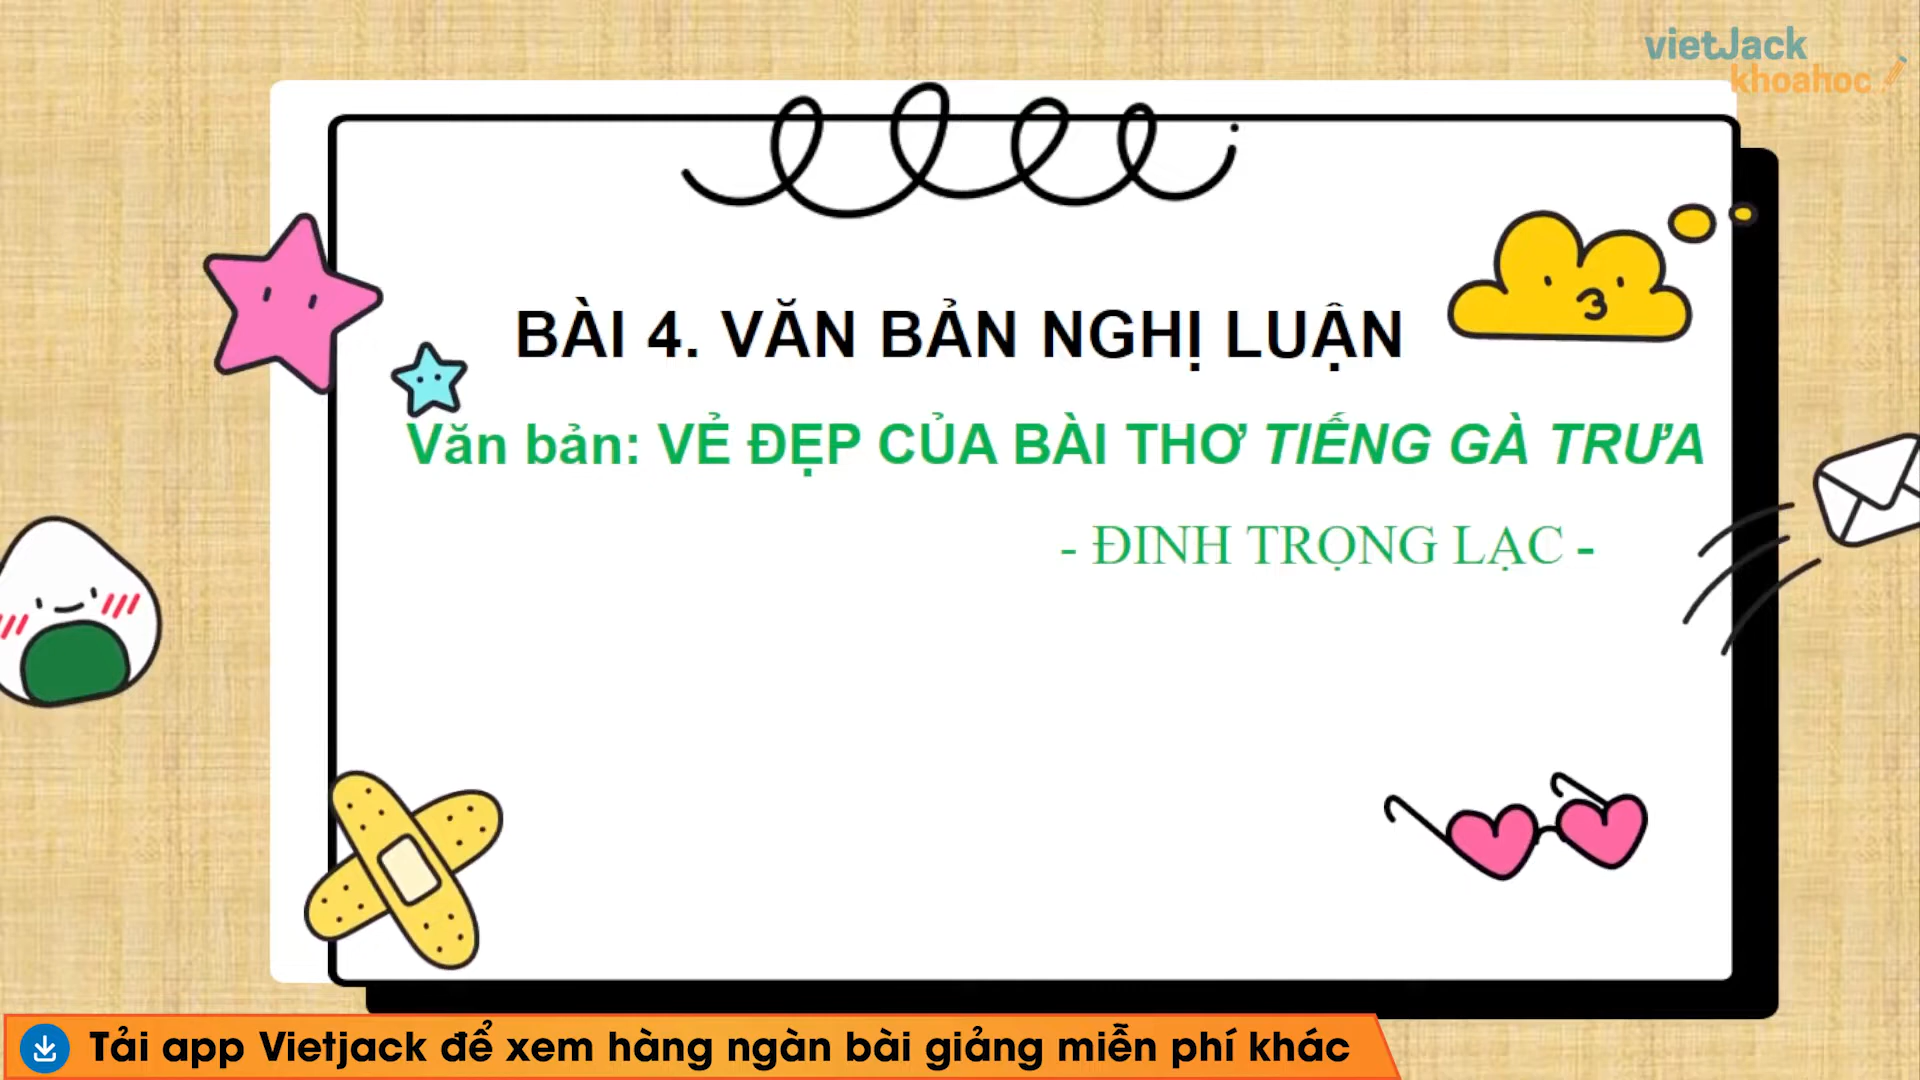 vietJack
khoahoc
BÀI 4. VĂN BẢN NGHỊ LUẬN
Văn bản: VẺ ĐẸP CỦA BÀI THƠ TIẾNG GÀ TRƯA
- ĐINH TRỌNG LẠC -
Tải app Vietjack để xem hàng ngàn bài giảng miễn phí khác